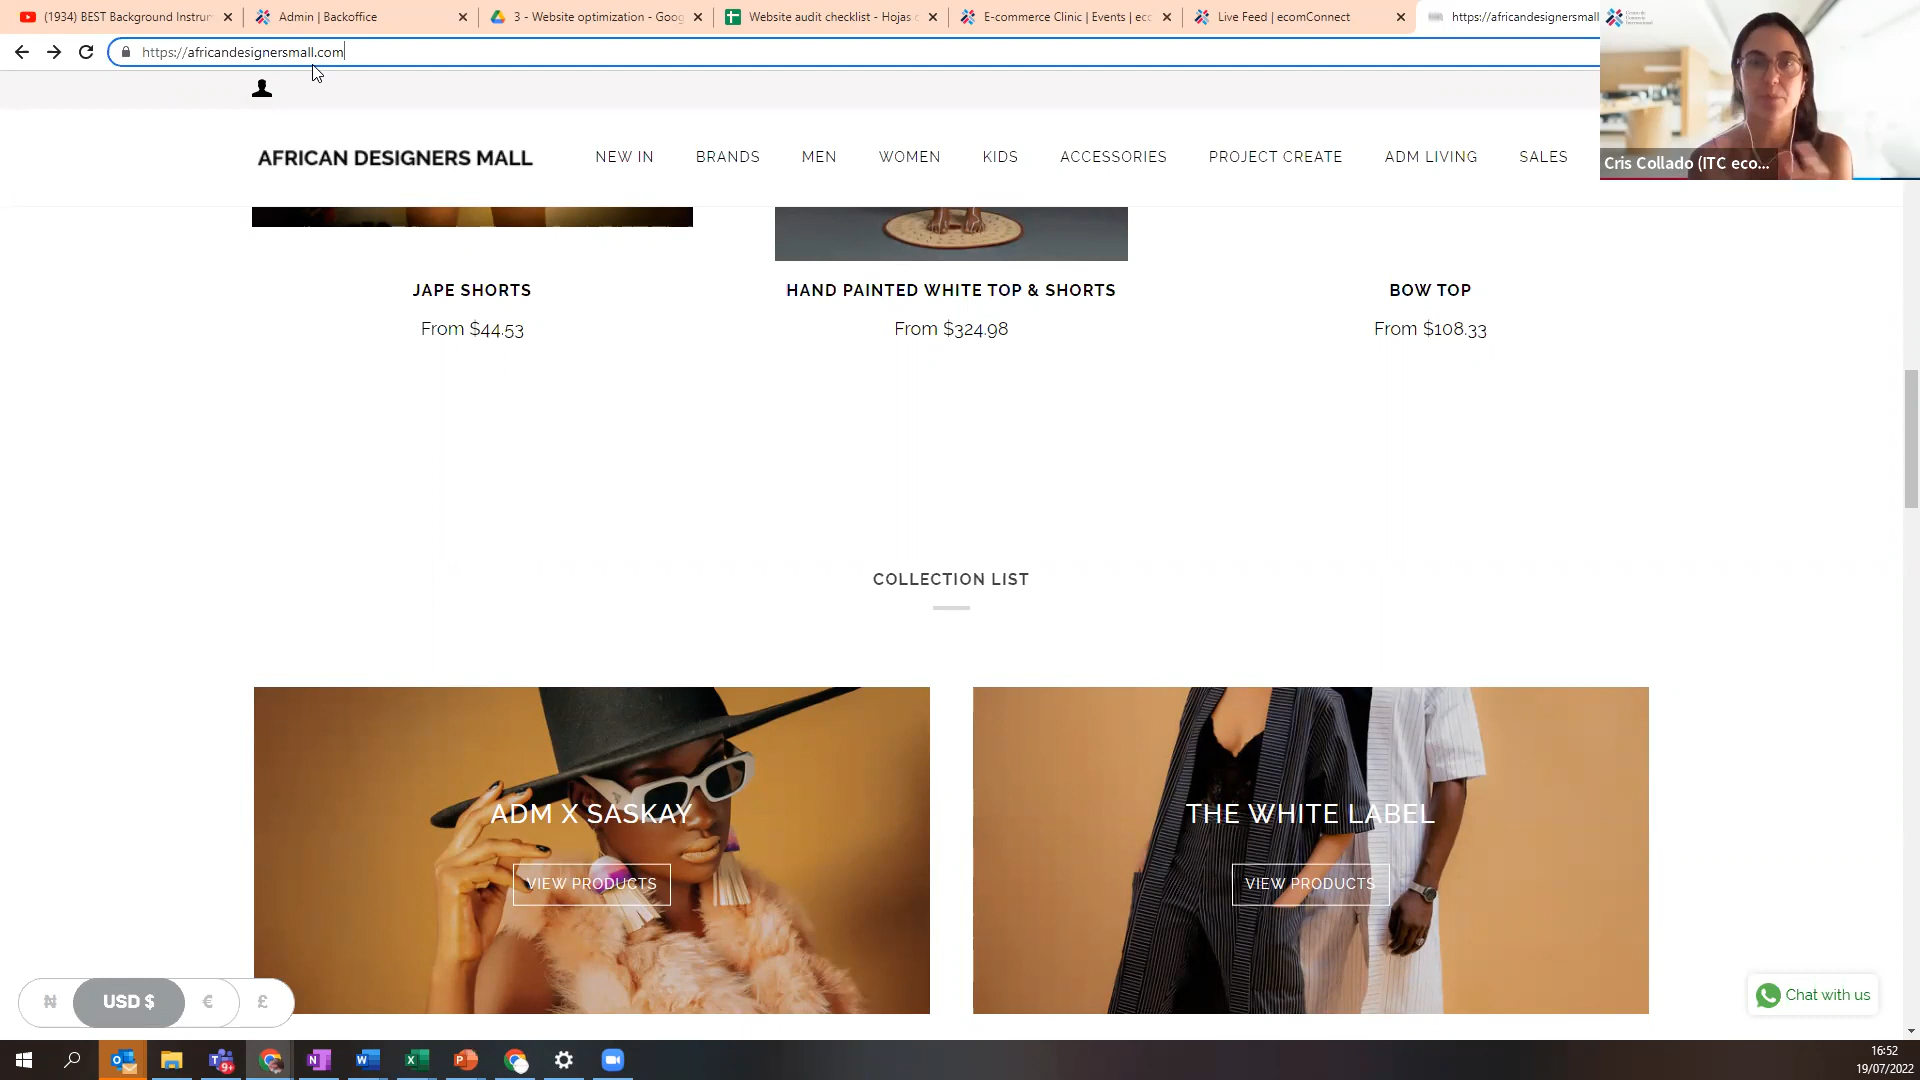 (1934) BEST Background Instrum
Admin | Backoffice
3 - Website optimization - Goog
Website audit checklist - Hojas c
E-commerce Clinic | Events | ecc
Live Feed | ecomConnect
https://africandesignersmall
https://africandesignersmall.com
AFRICAN DESIGNERS MALL
NEW IN
BRANDS
MEN
WOMEN
KIDS
ACCESSORIES
PROJECT CREATE
ADM LIVING
SALES
Cris Collado (ITC eco...
JAPE SHORTS
HAND PAINTED WHITE TOP & SHORTS
BOW TOP
From $44.53
From $324.98
From $108.33
COLLECTION LIST
ADM X SASKAY
THE WHITE LABEL
VIEW PRODUCTS
VIEW PRODUCTS
₦
USD $
€
£
Chat with us
9+
16:52
19/07/2022